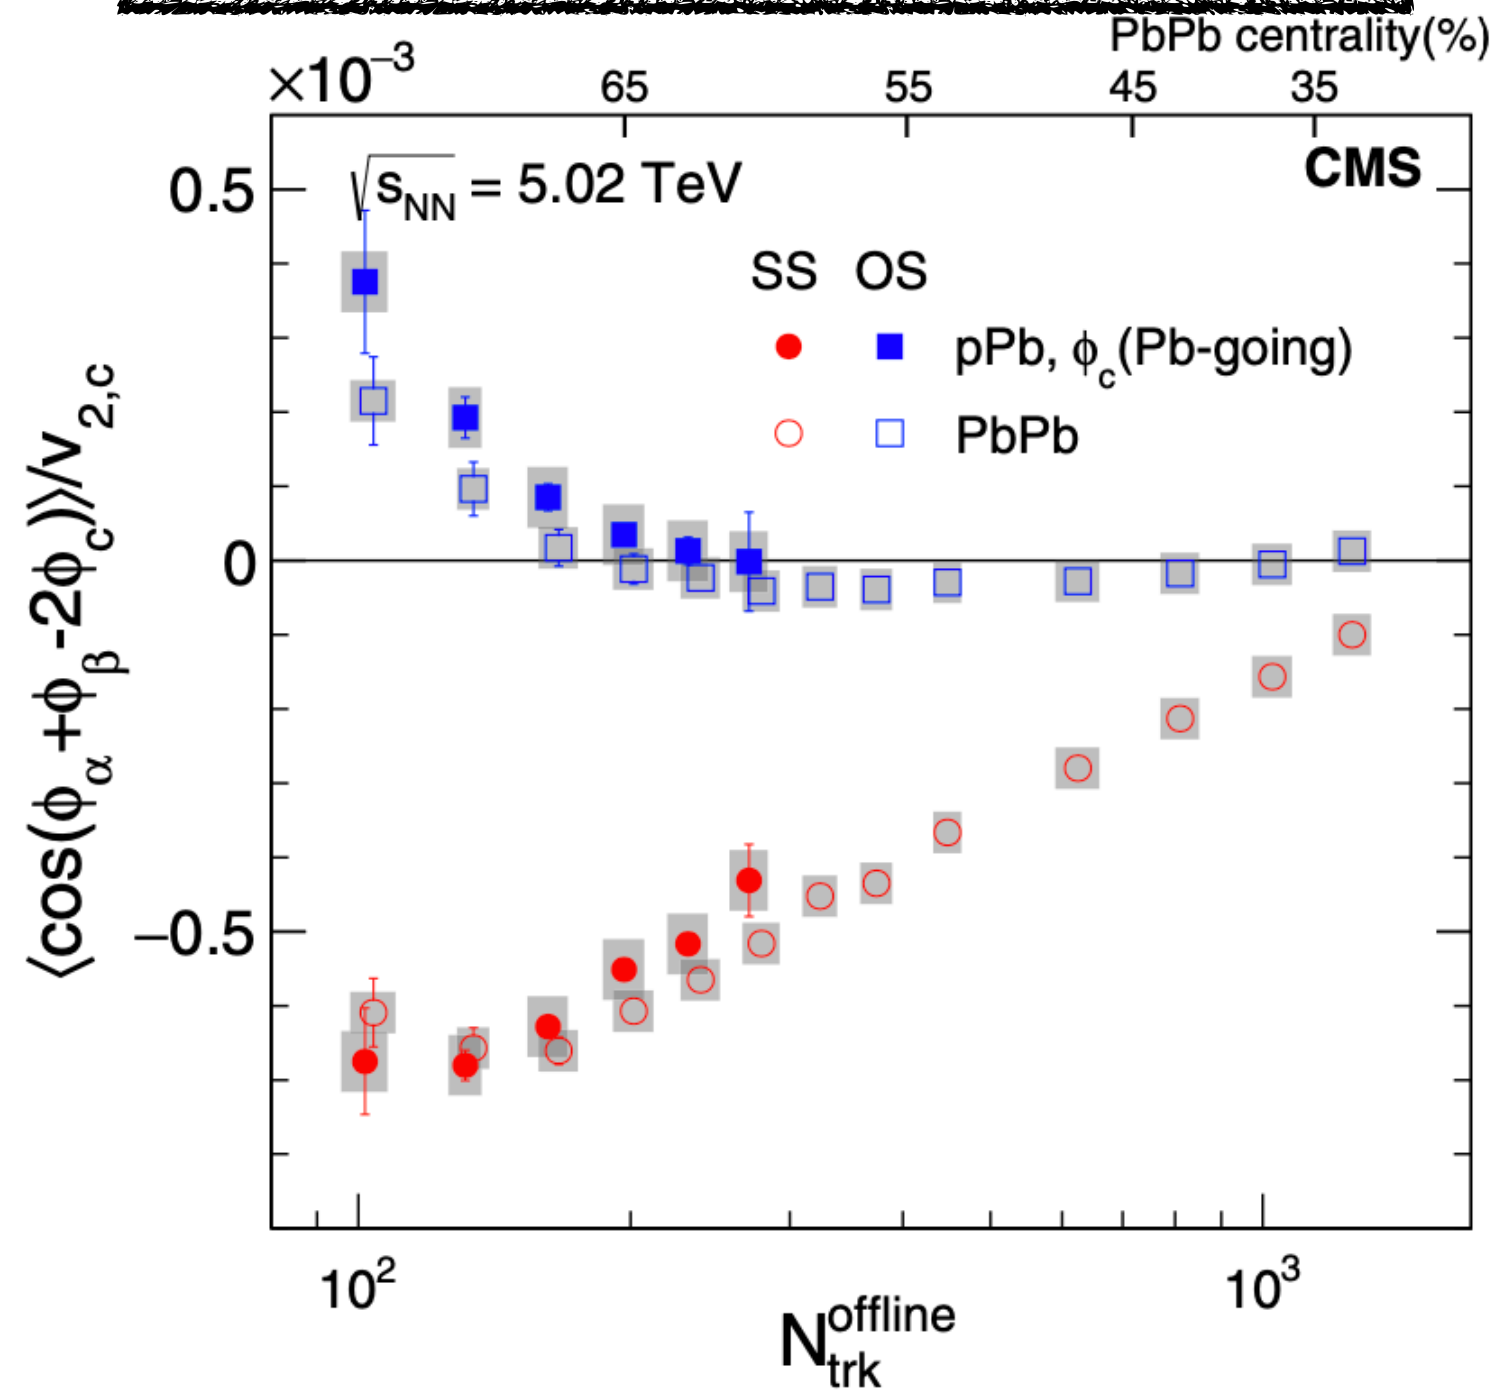 PbPb centrality(%)
×10⁻³ 65 55 45 35
√sNN = 5.02 TeV CMS
SS OS
pPb, ϕc(Pb-going)
PbPb
0.5
0
−0.5
⟨cos(ϕα+ϕβ-2ϕc)⟩/v2,c
10² 10³
Ntrk^offline